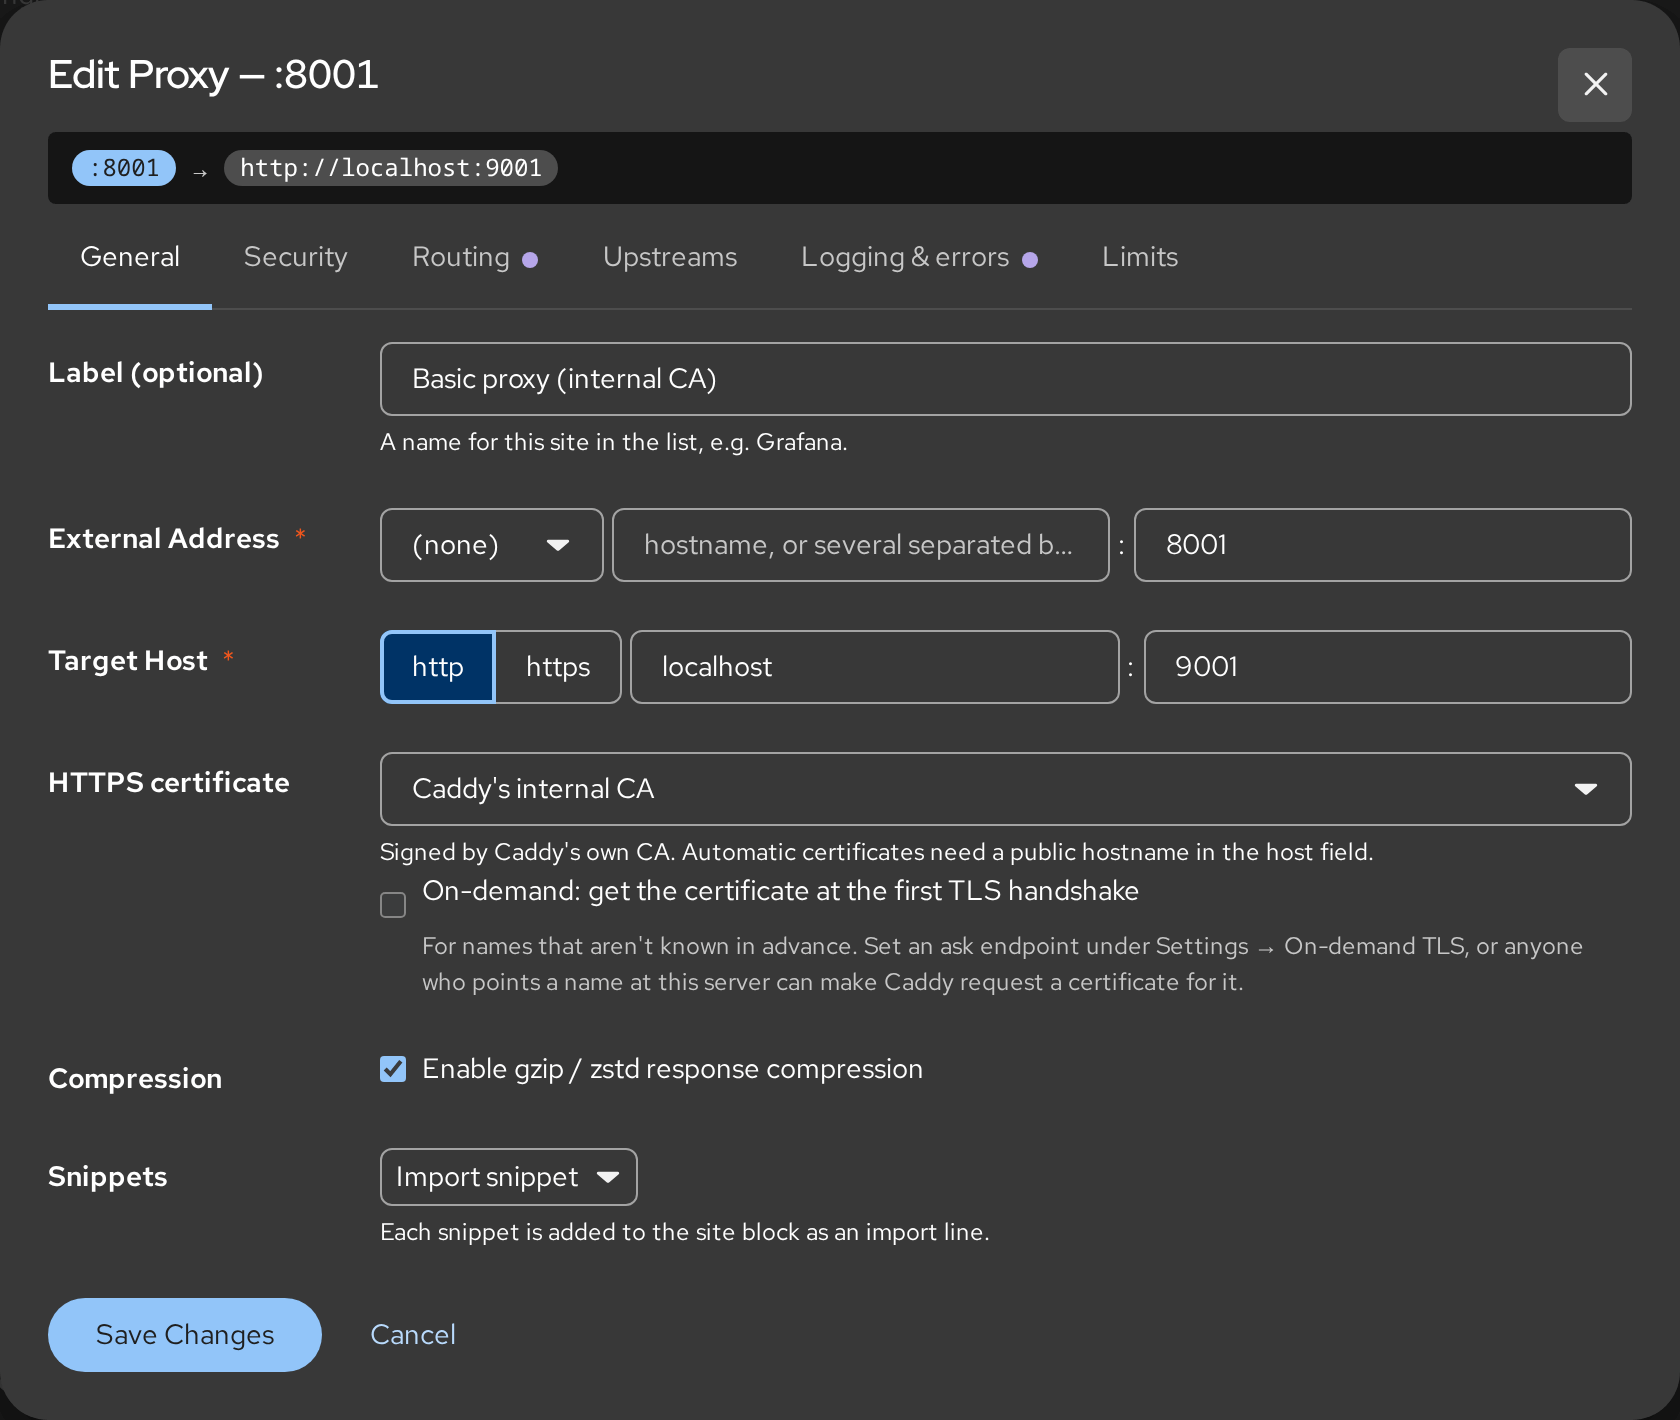 Edit Proxy – :8001
:8001 → http://localhost:9001
General Security Routing Upstreams Logging & errors Limits
Label (optional)
Basic proxy (internal CA)
A name for this site in the list, e.g. Grafana.
External Address *
(none) hostname, or several separated b... : 8001
Target Host *
http https localhost : 9001
HTTPS certificate
Caddy's internal CA
Signed by Caddy's own CA. Automatic certificates need a public hostname in the host field.
On-demand: get the certificate at the first TLS handshake
For names that aren't known in advance. Set an ask endpoint under Settings → On-demand TLS, or anyone
who points a name at this server can make Caddy request a certificate for it.
Compression
Enable gzip / zstd response compression
Snippets
Import snippet
Each snippet is added to the site block as an import line.
Save Changes Cancel